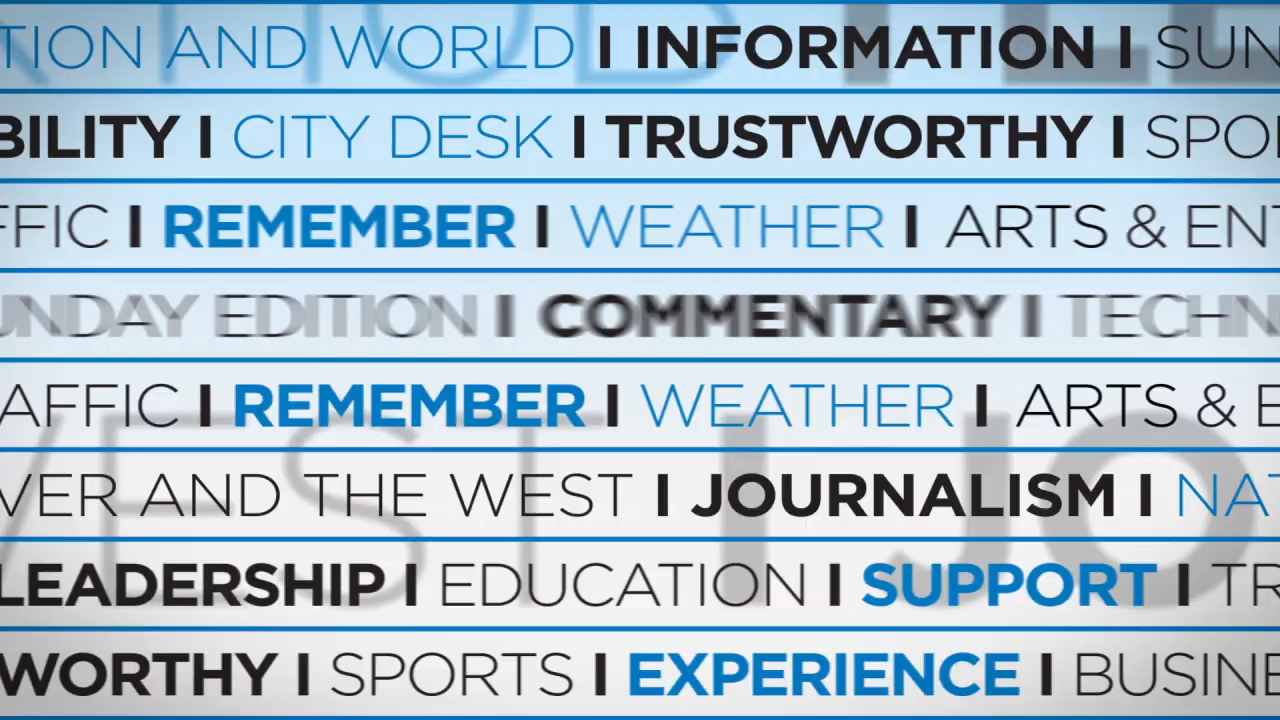 TION AND WORLD I INFORMATION I SUN
BILITY I CITY DESK I TRUSTWORTHY I SPO
FFIC I REMEMBER I WEATHER I ARTS & ENT
UNDAY EDITION I COMMENTARY I TECHN
AFFIC I REMEMBER I WEATHER I ARTS & E
VER AND THE WEST I JOURNALISM I NAT
LEADERSHIP I EDUCATION I SUPPORT I TR
WORTHY I SPORTS I EXPERIENCE I BUSINE